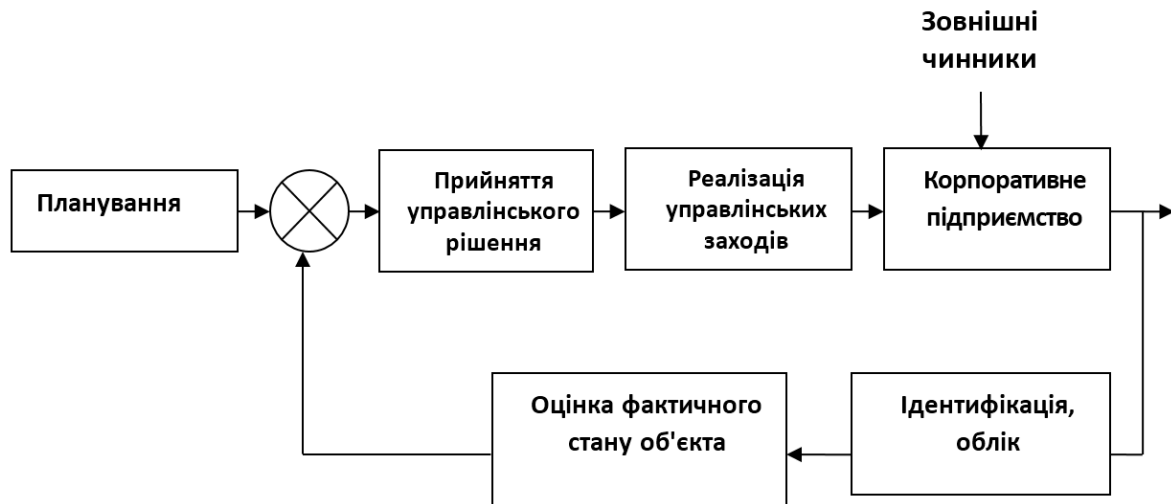 Зовнішні
чинники
Планування
Прийняття
управлінського
рішення
Реалізація
управлінських
заходів
Корпоративне
підприємство
Оцінка фактичного
стану об'єкта
Ідентифікація,
облік